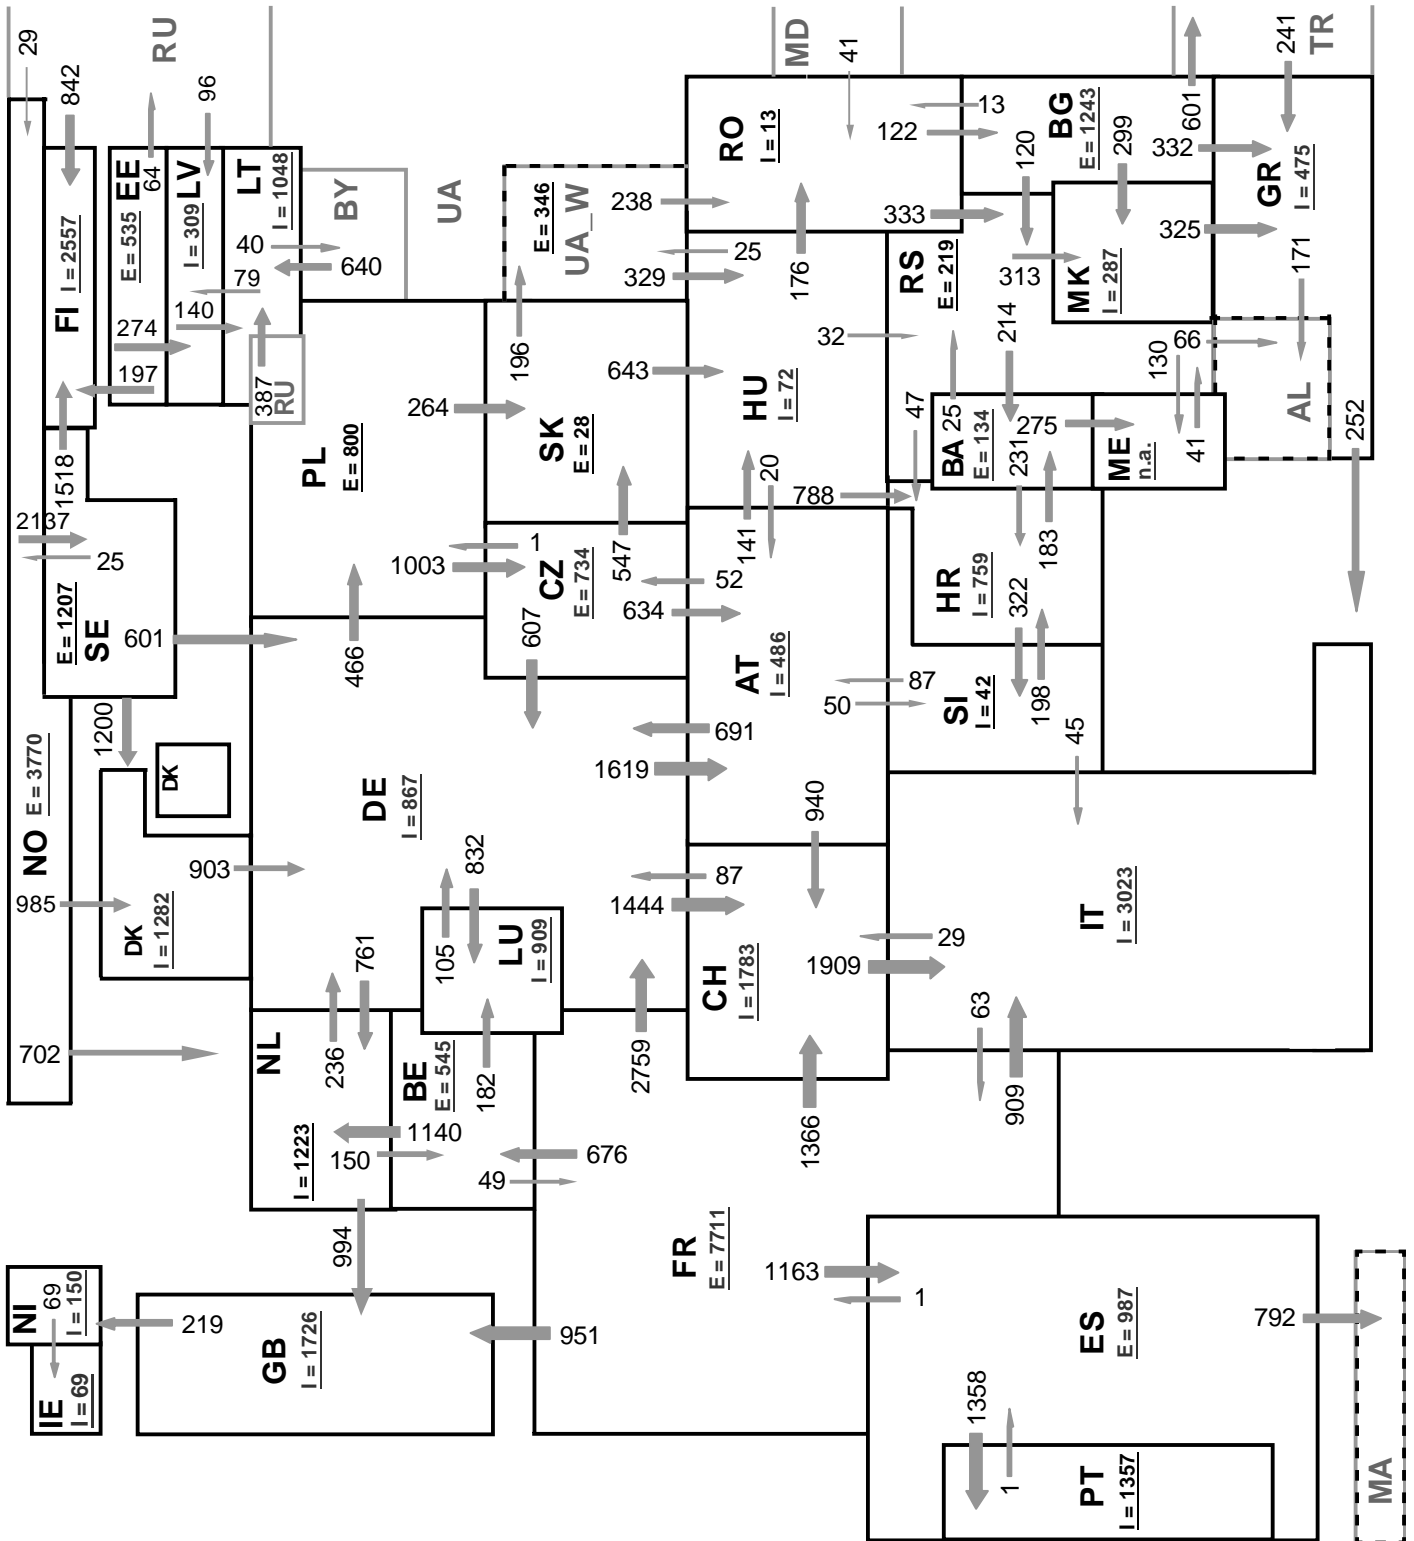 29
842
RU
96
MD
41
601
241
TR
FI
I = 2557
EE
E = 535
64
LV
I = 309
LT
I = 1048
BY
UA
40
640
79
140
274
197
387
RU
1518
2137
25
E = 1207
SE
601
1200
E = 346
UA_W
238
25
329
196
RO
I = 13
122
13
176
333
BG
E = 1243
120
299
332
GR
I = 475
325
171
RS
E = 219
313
MK
I = 287
214
32
66
130
AL
252
PL
E = 800
264
SK
E = 28
643
HU
I = 72
47
BA
25
E = 134
231
275
ME
n.a.
41
20
788
141
183
1003
1
CZ
E = 734
547
52
634
607
466
HR
I = 759
322
AT
I = 486
87
50
SI
I = 42
198
45
691
1619
NO
E = 3770
DK
DE
I = 867
940
985
903
DK
I = 1282
832
105
LU
I = 909
87
1444
CH
I = 1783
29
1909
IT
I = 3023
761
63
702
NL
236
BE
E = 545
182
2759
909
1366
I = 1223
1140
150
676
49
994
FR
E = 7711
1163
1
NI
69
I = 150
219
GB
I = 1726
951
ES
E = 987
792
IE
I = 69
1358
1
PT
I = 1357
MA